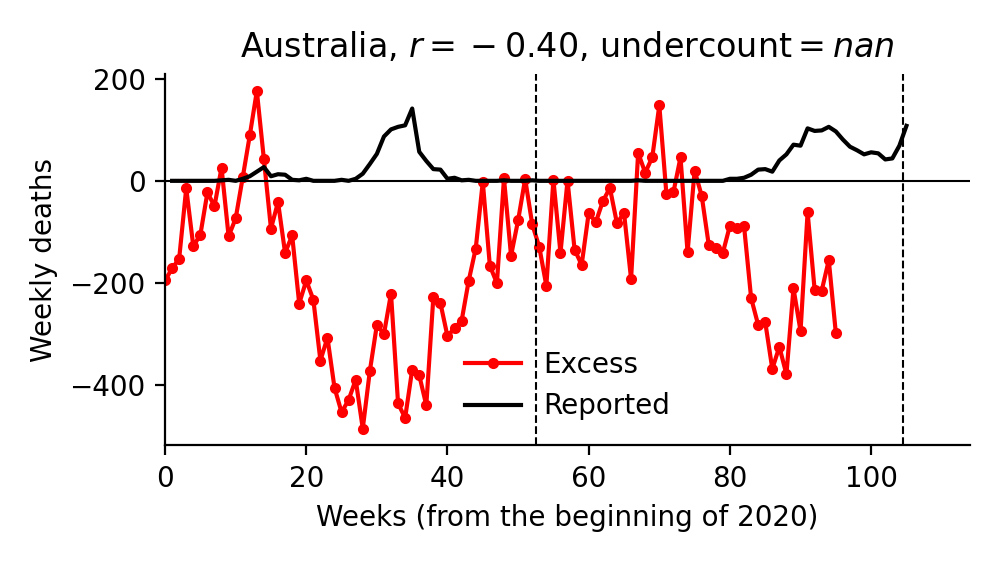 Australia, r = − 0.40, undercount = nan
200
0
−200
−400
Weekly deaths
Excess
Reported
0 20 40 60 80 100
Weeks (from the beginning of 2020)